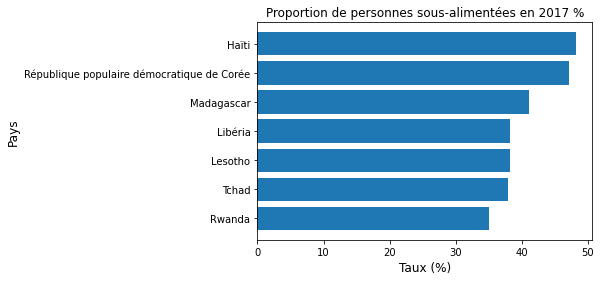 Proportion de personnes sous-alimentées en 2017 %
Pays
Haïti
République populaire démocratique de Corée
Madagascar
Libéria
Lesotho
Tchad
Rwanda
0 10 20 30 40 50
Taux (%)